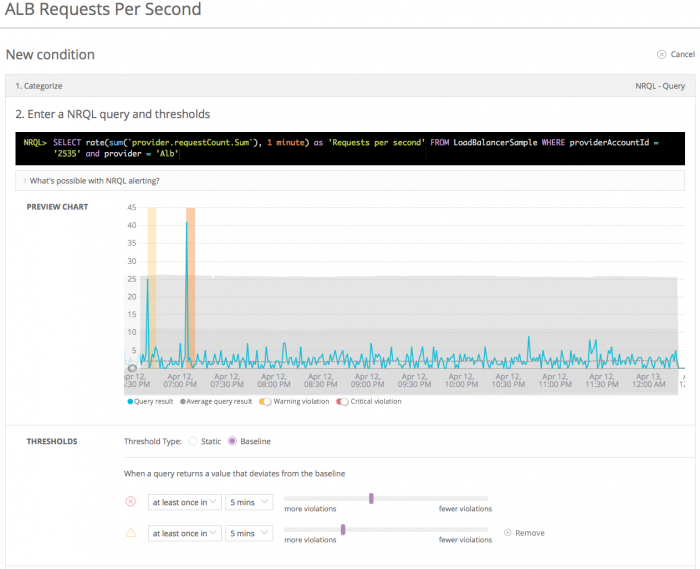 ALB Requests Per Second
New condition
Cancel
1. Categorize
NRQL - Query
2. Enter a NRQL query and thresholds
NRQL> SELECT rate(sum(`provider.requestCount.Sum`), 1 minute) as 'Requests per second' FROM LoadBalancerSample WHERE providerAccountId =
'2535' and provider = 'Alb'
What's possible with NRQL alerting?
PREVIEW CHART
45
40
35
30
25
20
15
10
5
0
Apr 12, :30 PM
Apr 12, 07:00 PM
Apr 12, 07:30 PM
Apr 12, 08:00 PM
Apr 12, 08:30 PM
Apr 12, 09:00 PM
Apr 12, 09:30 PM
Apr 12, 10:00 PM
Apr 12, 10:30 PM
Apr 12, 11:00 PM
Apr 12, 11:30 PM
Apr 13, 12:00 AM
Query result
Average query result
Warning violation
Critical violation
THRESHOLDS
Threshold Type:
Static
Baseline
When a query returns a value that deviates from the baseline
at least once in
5 mins
more violations
fewer violations
at least once in
5 mins
more violations
fewer violations
Remove